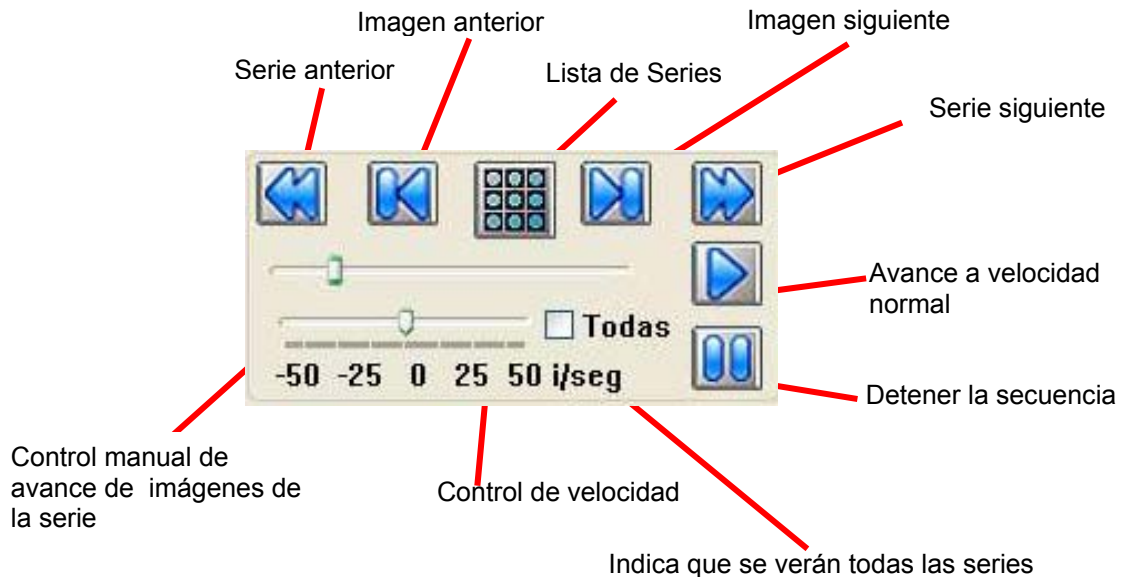 Imagen anterior
Imagen siguiente
Serie anterior
Lista de Series
Serie siguiente
Avance a velocidad
normal
Todas
-50 -25 0 25 50 i/seg
Detener la secuencia
Control manual de
avance de imágenes de
la serie
Control de velocidad
Indica que se verán todas las series